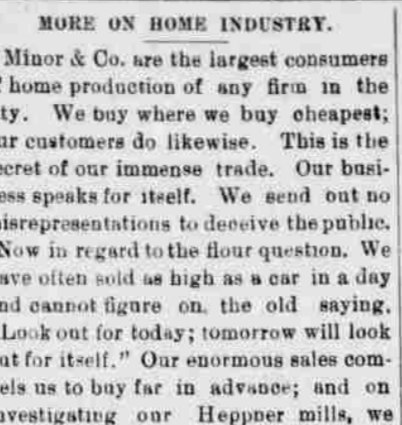 MORE ON HOME INDUSTRY.
Minor & Co. are the largest consumers
home production of any firm in the
ty. We buy where we buy cheapest;
ur customers do likewise. This is the
ecret of our immense trade. Our busi-
ess speaks for itself. We send out no
isrepresentations to deceive the public.
Now in regard to the flour question. We
ave often sold as high as a car in a day
nd cannot figure on, the old saying,
Look out for today; tomorrow will look
ut for itself." Our enormous sales com-
els us to buy far in advance; and on
nvestigating our Heppner mills, we